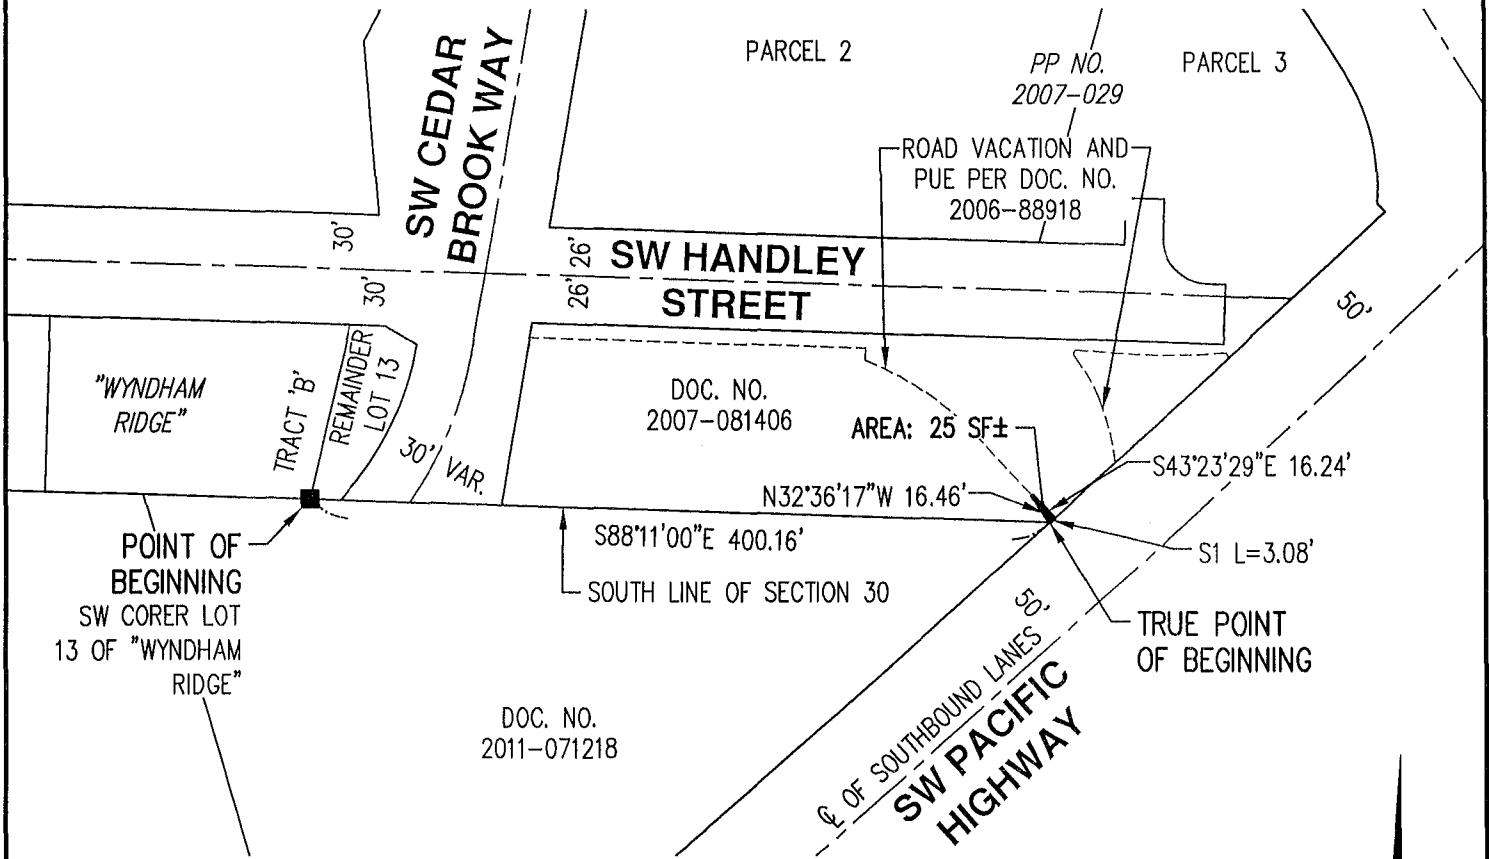 PARCEL 2
PP NO.
2007-029
PARCEL 3
SW CEDAR
BROOK WAY
ROAD VACATION AND
PUE PER DOC. NO.
2006-88918
30'
30'
26'
26'
SW HANDLEY
STREET
50'
"WYNDHAM
RIDGE"
TRACT 'B'
REMAINDER
LOT 13
30'
VAR.
DOC. NO.
2007-081406
AREA: 25 SF±
S43°23'29"E 16.24'
N32°36'17"W 16.46'
S88°11'00"E 400.16'
S1 L=3.08'
POINT OF
BEGINNING
SW CORER LOT
13 OF "WYNDHAM
RIDGE"
SOUTH LINE OF SECTION 30
50'
TRUE POINT
OF BEGINNING
DOC. NO.
2011-071218
℄ OF SOUTHBOUND LANES
SW PACIFIC
HIGHWAY